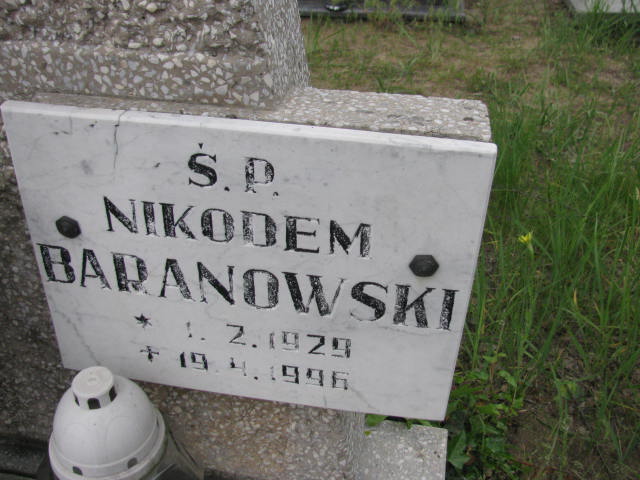 Ś.P.
NIKODEM
BARANOWSKI
* 1.2.1929
+ 19.4.1996